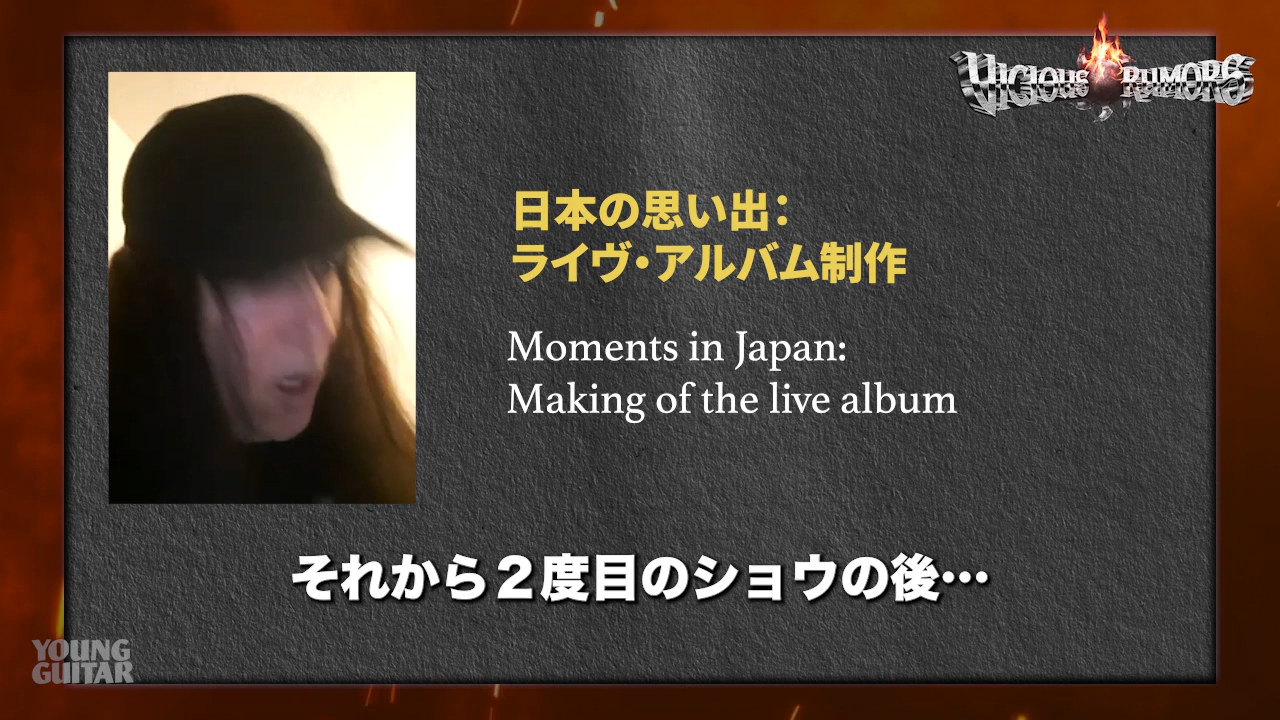 VICIOUS RUMORS
日本の思い出：
ライヴ・アルバム制作
Moments in Japan:
Making of the live album
それから２度目のショウの後…
YOUNG
GUITAR